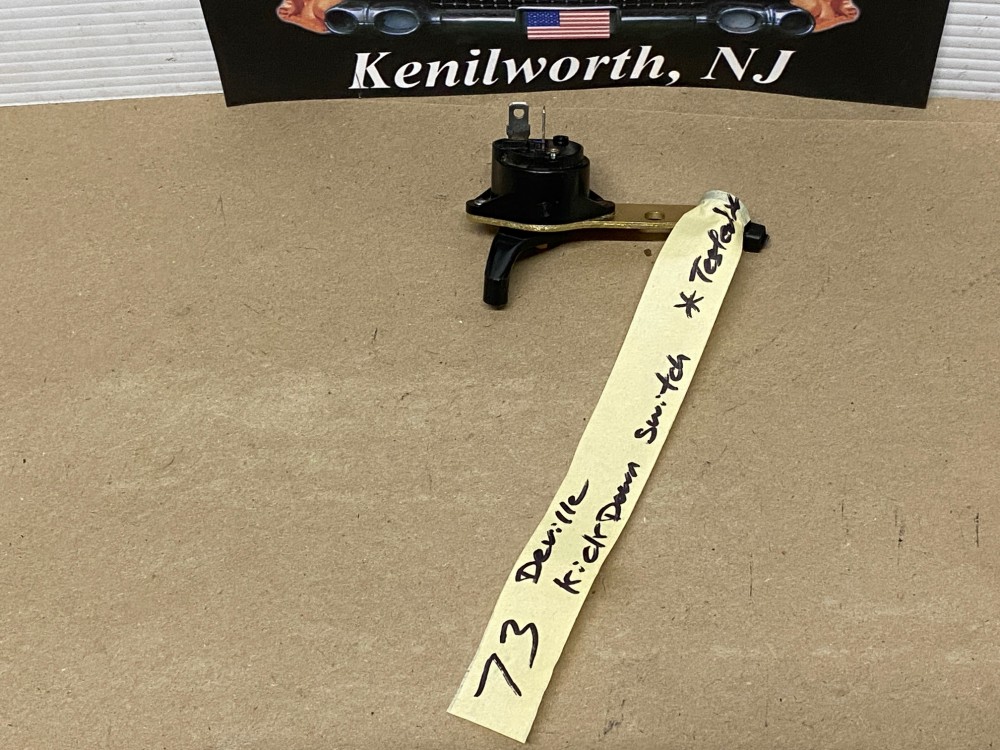 Kenilworth, NJ
73 Deville
KickDown Switch *Tested*